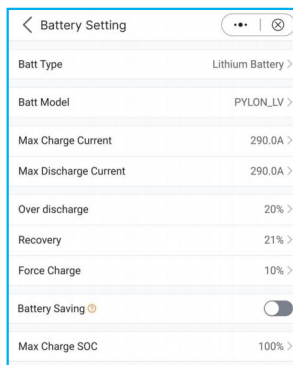 Battery Setting
Batt Type Lithium Battery
Batt Model PYLON_LV
Max Charge Current 290.0A
Max Discharge Current 290.0A
Over discharge 20%
Recovery 21%
Force Charge 10%
Battery Saving
Max Charge SOC 100%